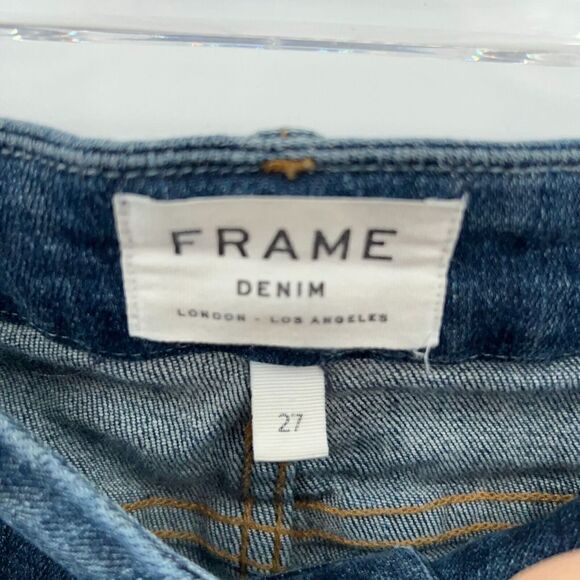 FRAME
DENIM
LONDON - LOS ANGELES
27